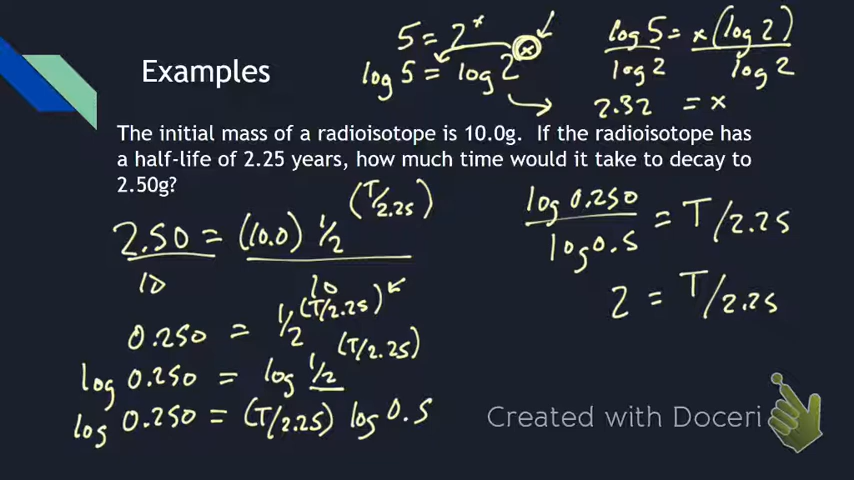 5 = 2^x
log 5 = log 2^x
log 5 = x(log 2)
log 2 log 2
2.32 = x
Examples
The initial mass of a radioisotope is 10.0g. If the radioisotope has
a half-life of 2.25 years, how much time would it take to decay to
2.50g?
2.50 = (10.0) 1/2 (T/2.25)
10 10
0.250 = 1/2 (T/2.25)
log 0.250 = log 1/2 (T/2.25)
log 0.250 = (T/2.25) log 0.5
log 0.250 = T/2.25
log 0.5
2 = T/2.25
Created with Doceri